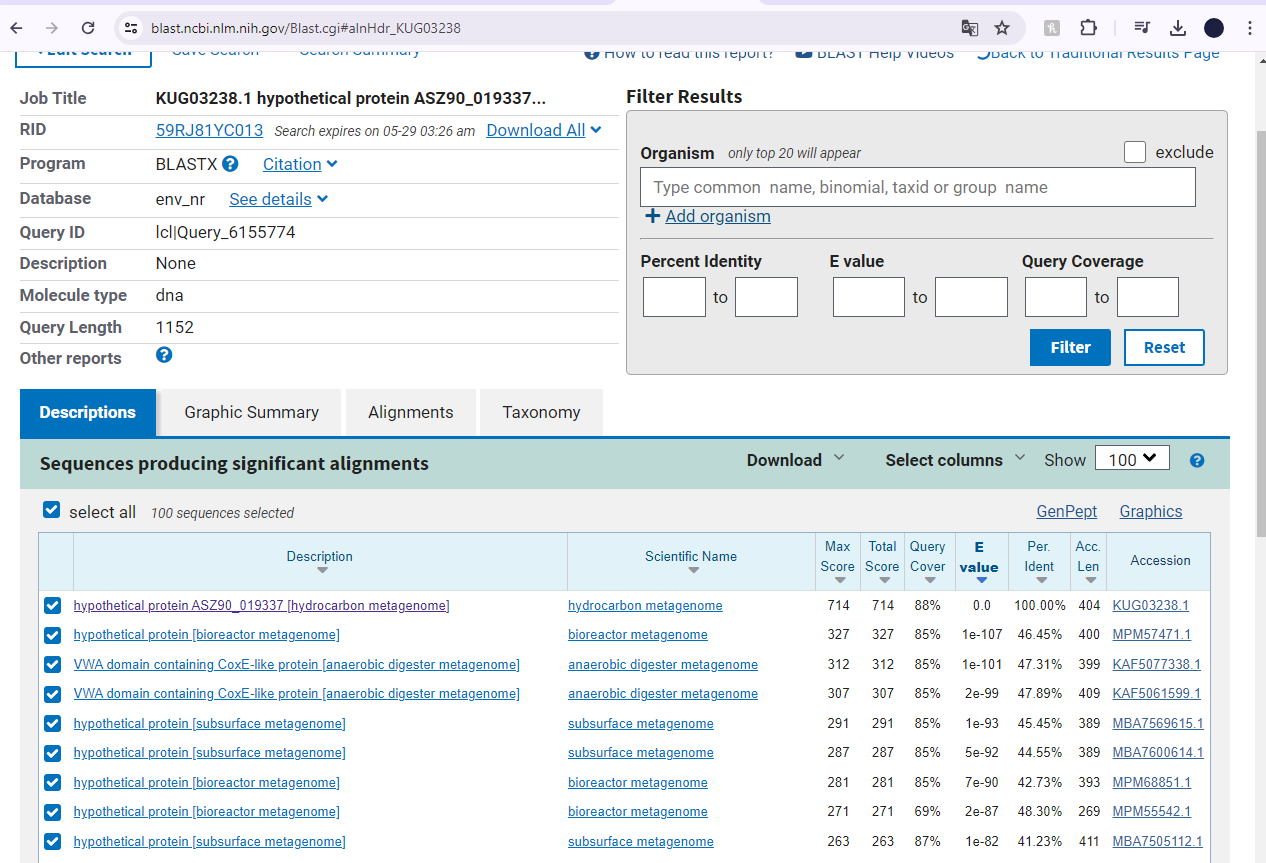 blast.ncbi.nlm.nih.gov/Blast.cgi#alnHdr_KUG03238
Edit Search Save Search Search Summary How to read this report? BLAST Help Videos Back to Traditional Results Page
Job Title KUG03238.1 hypothetical protein ASZ90_019337...
RID 59RJ81YC013 Search expires on 05-29 03:26 am Download All
Program BLASTX ? Citation
Database env_nr See details
Query ID lcl|Query_6155774
Description None
Molecule type dna
Query Length 1152
Other reports ?
Filter Results
Organism only top 20 will appear exclude
Type common name, binomial, taxid or group name
+ Add organism
Percent Identity E value Query Coverage
to to to
Filter Reset
Descriptions Graphic Summary Alignments Taxonomy
Sequences producing significant alignments Download Select columns Show 100 ?
select all 100 sequences selected GenPept Graphics
Description Scientific Name Max Score Total Score Query Cover E value Per. Ident Acc. Len Accession
hypothetical protein ASZ90_019337 [hydrocarbon metagenome] hydrocarbon metagenome 714 714 88% 0.0 100.00% 404 KUG03238.1
hypothetical protein [bioreactor metagenome] bioreactor metagenome 327 327 85% 1e-107 46.45% 400 MPM57471.1
VWA domain containing CoxE-like protein [anaerobic digester metagenome] anaerobic digester metagenome 312 312 85% 1e-101 47.31% 399 KAF5077338.1
VWA domain containing CoxE-like protein [anaerobic digester metagenome] anaerobic digester metagenome 307 307 85% 2e-99 47.89% 409 KAF5061599.1
hypothetical protein [subsurface metagenome] subsurface metagenome 291 291 85% 1e-93 45.45% 389 MBA7569615.1
hypothetical protein [subsurface metagenome] subsurface metagenome 287 287 85% 5e-92 44.55% 389 MBA7600614.1
hypothetical protein [bioreactor metagenome] bioreactor metagenome 281 281 85% 7e-90 42.73% 393 MPM68851.1
hypothetical protein [bioreactor metagenome] bioreactor metagenome 271 271 69% 2e-87 48.30% 269 MPM55542.1
hypothetical protein [subsurface metagenome] subsurface metagenome 263 263 87% 1e-82 41.23% 411 MBA7505112.1